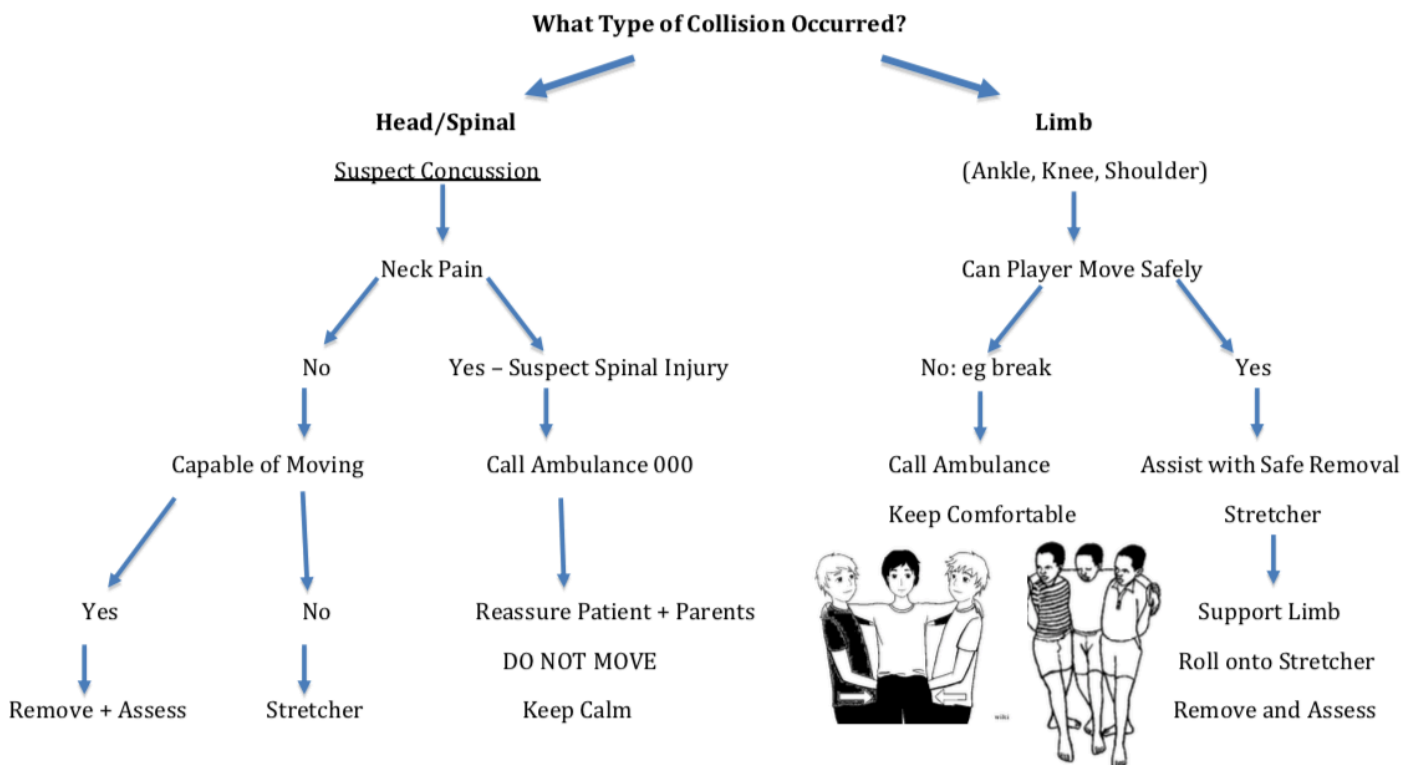 What Type of Collision Occurred?
Head/Spinal
Limb
Suspect Concussion
(Ankle, Knee, Shoulder)
Neck Pain
Can Player Move Safely
No
Yes – Suspect Spinal Injury
No: eg break
Yes
Capable of Moving
Call Ambulance 000
Call Ambulance
Assist with Safe Removal
Keep Comfortable
Stretcher
Yes
No
Reassure Patient + Parents
Support Limb
DO NOT MOVE
Roll onto Stretcher
Remove + Assess
Stretcher
Keep Calm
wiki
Remove and Assess